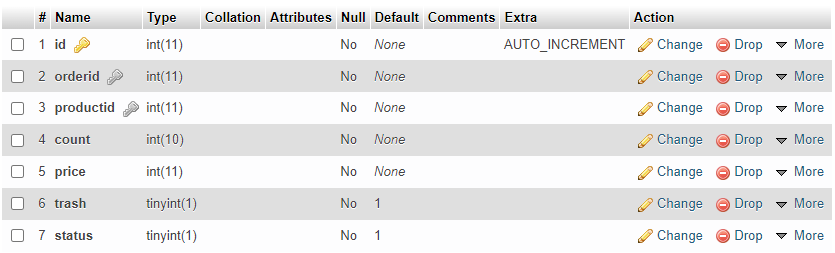 # Name Type Collation Attributes Null Default Comments Extra Action
1 id int(11) No None AUTO_INCREMENT Change Drop More
2 orderid int(11) No None Change Drop More
3 productid int(11) No None Change Drop More
4 count int(10) No None Change Drop More
5 price int(11) No None Change Drop More
6 trash tinyint(1) No 1 Change Drop More
7 status tinyint(1) No 1 Change Drop More